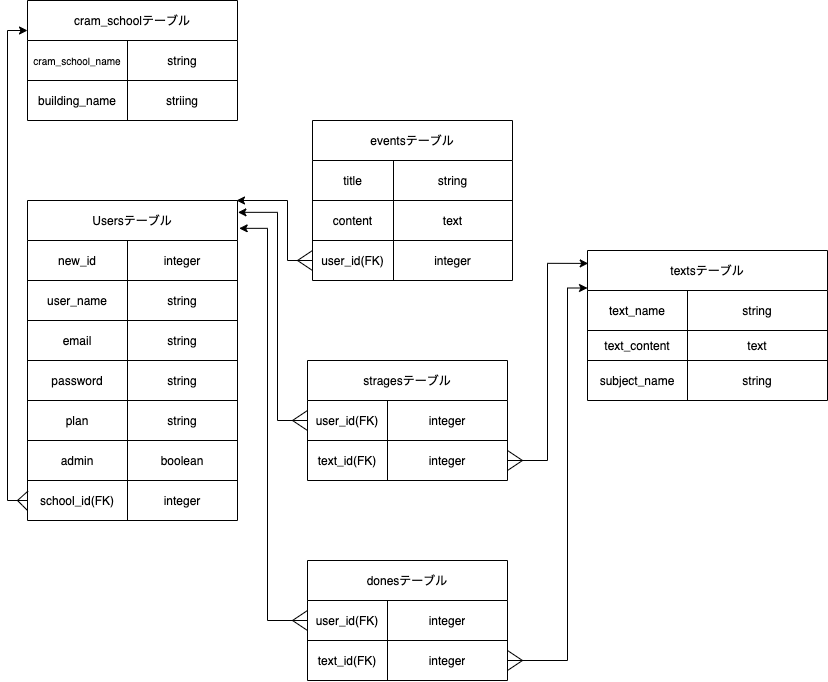 cram_schoolテーブル
cram_school_name string
building_name striing
eventsテーブル
title string
content text
user_id(FK) integer
Usersテーブル
new_id integer
user_name string
email string
password string
plan string
admin boolean
school_id(FK) integer
textsテーブル
text_name string
text_content text
subject_name string
stragesテーブル
user_id(FK) integer
text_id(FK) integer
donesテーブル
user_id(FK) integer
text_id(FK) integer